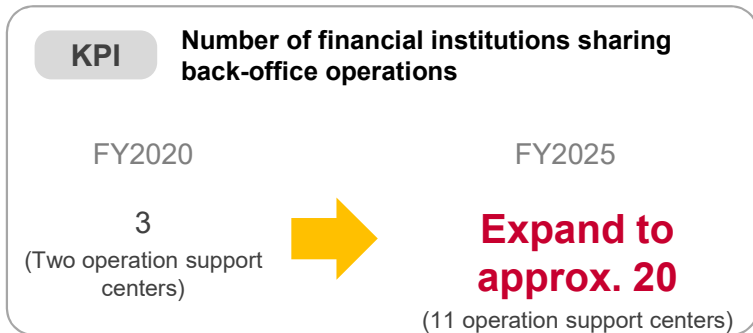 KPI
Number of financial institutions sharing
back-office operations
FY2020
FY2025
3
(Two operation support
centers)
Expand to
approx. 20
(11 operation support centers)